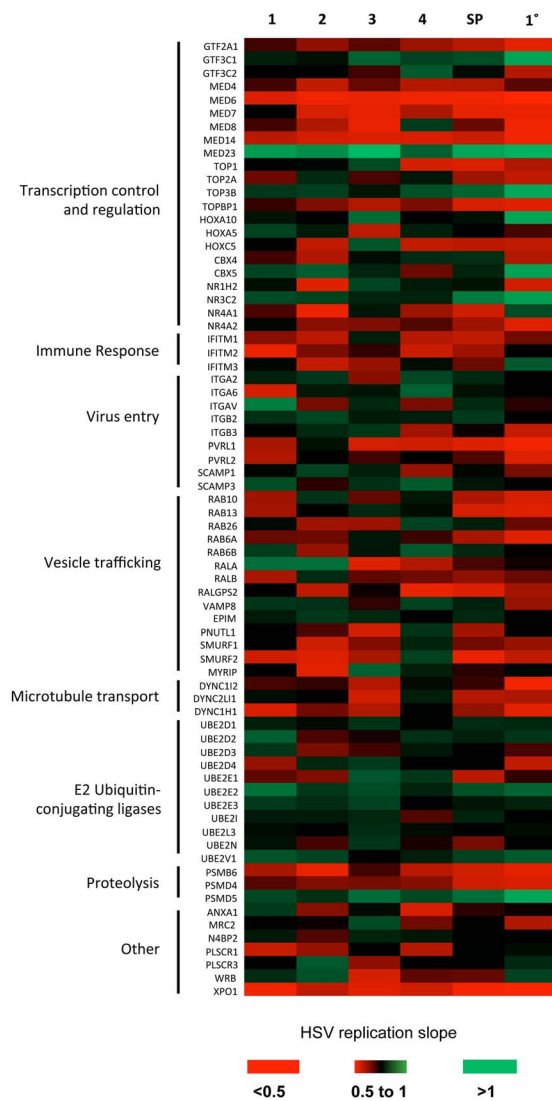 1 2 3 4 SP 1°
GTF2A1
GTF3C1
GTF3C2
MED4
MED6
MED7
MED8
MED14
MED23
TOP1
TOP2A
TOP3B
TOPBP1
HOXA10
HOXA5
HOXC5
CBX4
CBX5
NR1H2
NR3C2
NR4A1
NR4A2
Transcription control
and regulation
IFITM1
IFITM2
IFITM3
Immune Response
ITGA2
ITGA6
ITGAV
ITGB2
ITGB3
PVRL1
PVRL2
SCAMP1
SCAMP3
Virus entry
RAB10
RAB13
RAB26
RAB6A
RAB6B
RALA
RALB
RALGPS2
VAMP8
EPIM
PNUTL1
SMURF1
SMURF2
MYRIP
Vesicle trafficking
DYNC1I2
DYNC2LI1
DYNC1H1
Microtubule transport
UBE2D1
UBE2D2
UBE2D3
UBE2D4
UBE2E1
UBE2E2
UBE2E3
UBE2I
UBE2L3
UBE2N
UBE2V1
E2 Ubiquitin-
conjugating ligases
PSMB6
PSMD4
PSMD5
Proteolysis
ANXA1
MRC2
N4BP2
PLSCR1
PLSCR3
WRB
XPO1
Other
HSV replication slope
<0.5 0.5 to 1 >1